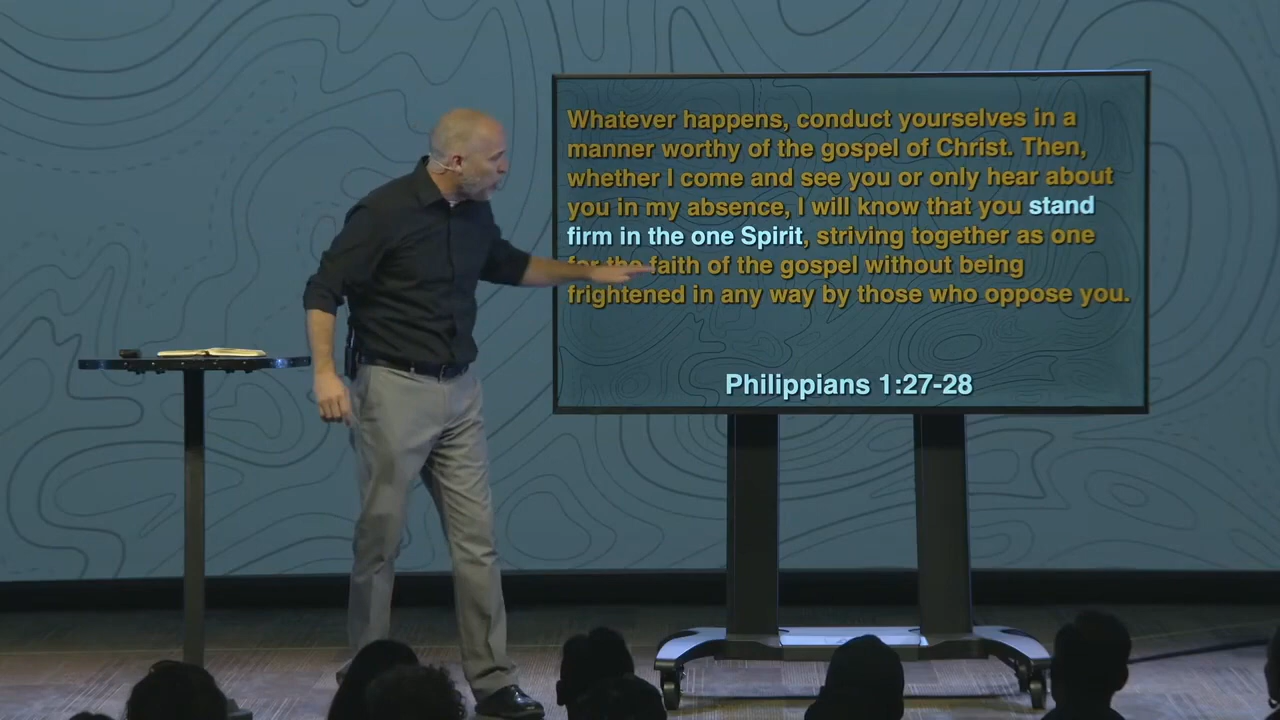 Whatever happens, conduct yourselves in a
manner worthy of the gospel of Christ. Then,
whether I come and see you or only hear about
you in my absence, I will know that you stand
firm in the one Spirit, striving together as one
for the faith of the gospel without being
frightened in any way by those who oppose you.
Philippians 1:27-28